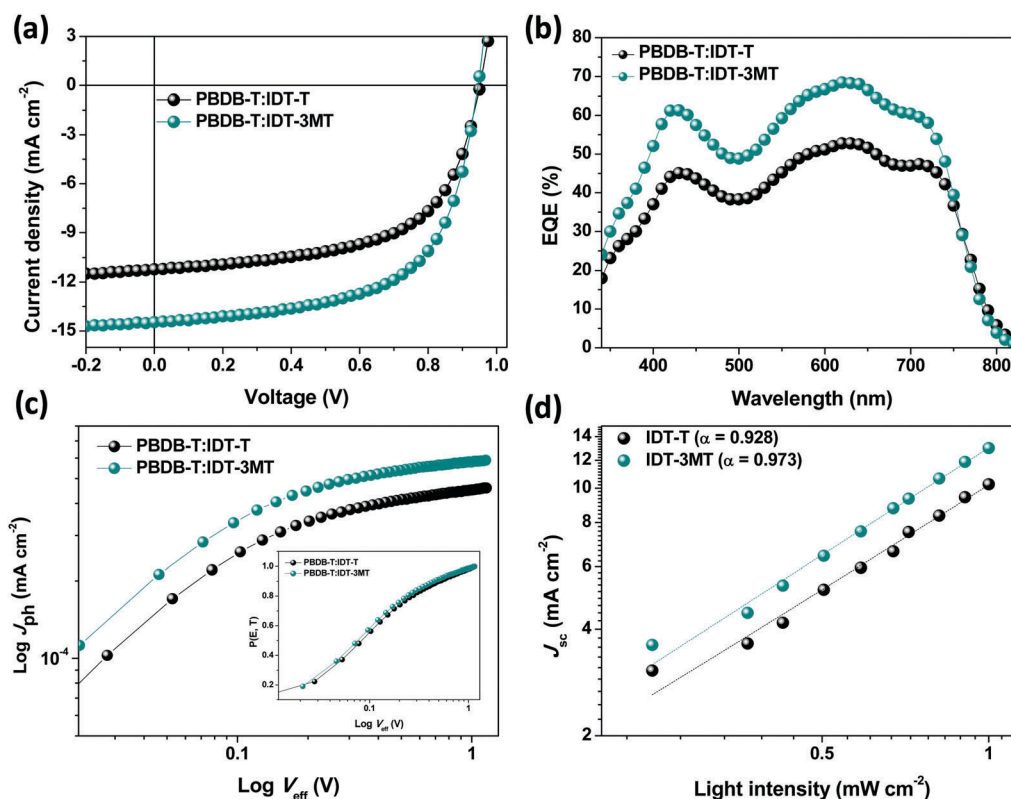 (a)
3
0
-3
-6
-9
-12
-15
Current density (mA cm-2)
PBDB-T:IDT-T
PBDB-T:IDT-3MT
-0.2 0.0 0.2 0.4 0.6 0.8 1.0
Voltage (V)
(b)
80
70
60
50
40
30
20
10
0
EQE (%)
PBDB-T:IDT-T
PBDB-T:IDT-3MT
400 500 600 700 800
Wavelength (nm)
(c)
Log Jph (mA cm-2)
10-4
PBDB-T:IDT-T
PBDB-T:IDT-3MT
0.1 1
Log Veff (V)
P(E, T)
1.0
0.8
0.6
0.4
0.2
PBDB-T:IDT-T
PBDB-T:IDT-3MT
0.1 1
Log Veff (V)
(d)
14
12
10
8
6
4
2
Jsc (mA cm-2)
IDT-T (α = 0.928)
IDT-3MT (α = 0.973)
0.5 1
Light intensity (mW cm-2)